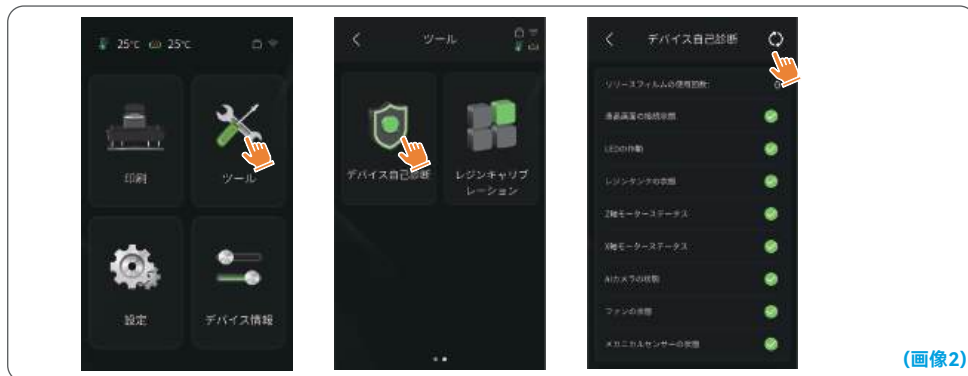 25℃ 25℃
印刷
ツール
設定
デバイス情報
ツール
デバイス自己診断
レジンキャリブ
レーション
デバイス自己診断
リリースフィルムの使用回数:
液晶画面の接続状態
LEDの作動
レジンタンクの状態
Z軸モーターステータス
X軸モーターステータス
AIカメラの状態
ファンの状態
メカニカルセンサーの状態
(画像2)